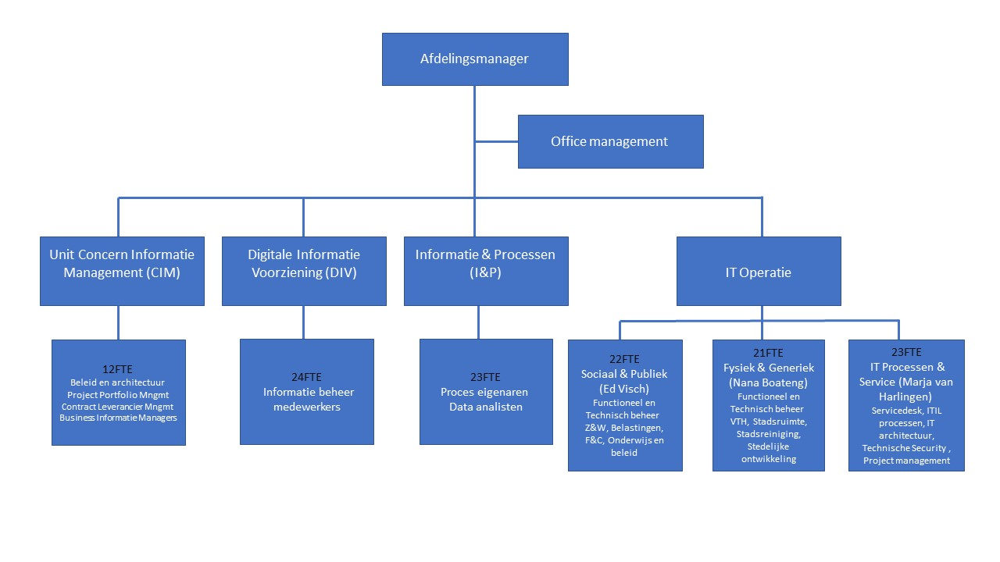 Afdelingsmanager
Office management
Unit Concern Informatie
Management (CIM)
Digitale Informatie
Voorziening (DIV)
Informatie & Processen
(I&P)
IT Operatie
12FTE
Beleid en architectuur
Project Portfolio Mngmt
Contract Leverancier Mngmt
Business Informatie Managers
24FTE
Informatie beheer
medewerkers
23FTE
Proces eigenaren
Data analisten
22FTE
Sociaal & Publiek
(Ed Visch)
Functioneel en
Technisch beheer
Z&W, Belastingen,
F&C, Onderwijs en
beleid
21FTE
Fysiek & Generiek
(Nana Boateng)
Functioneel en
Technisch beheer
VTH, Stadsruimte,
Stadsreiniging,
Stedelijke
ontwikkeling
23FTE
IT Processen &
Service (Marja van
Harlingen)
Servicedesk, ITIL
processen, IT
architectuur,
Technische Security ,
Project management